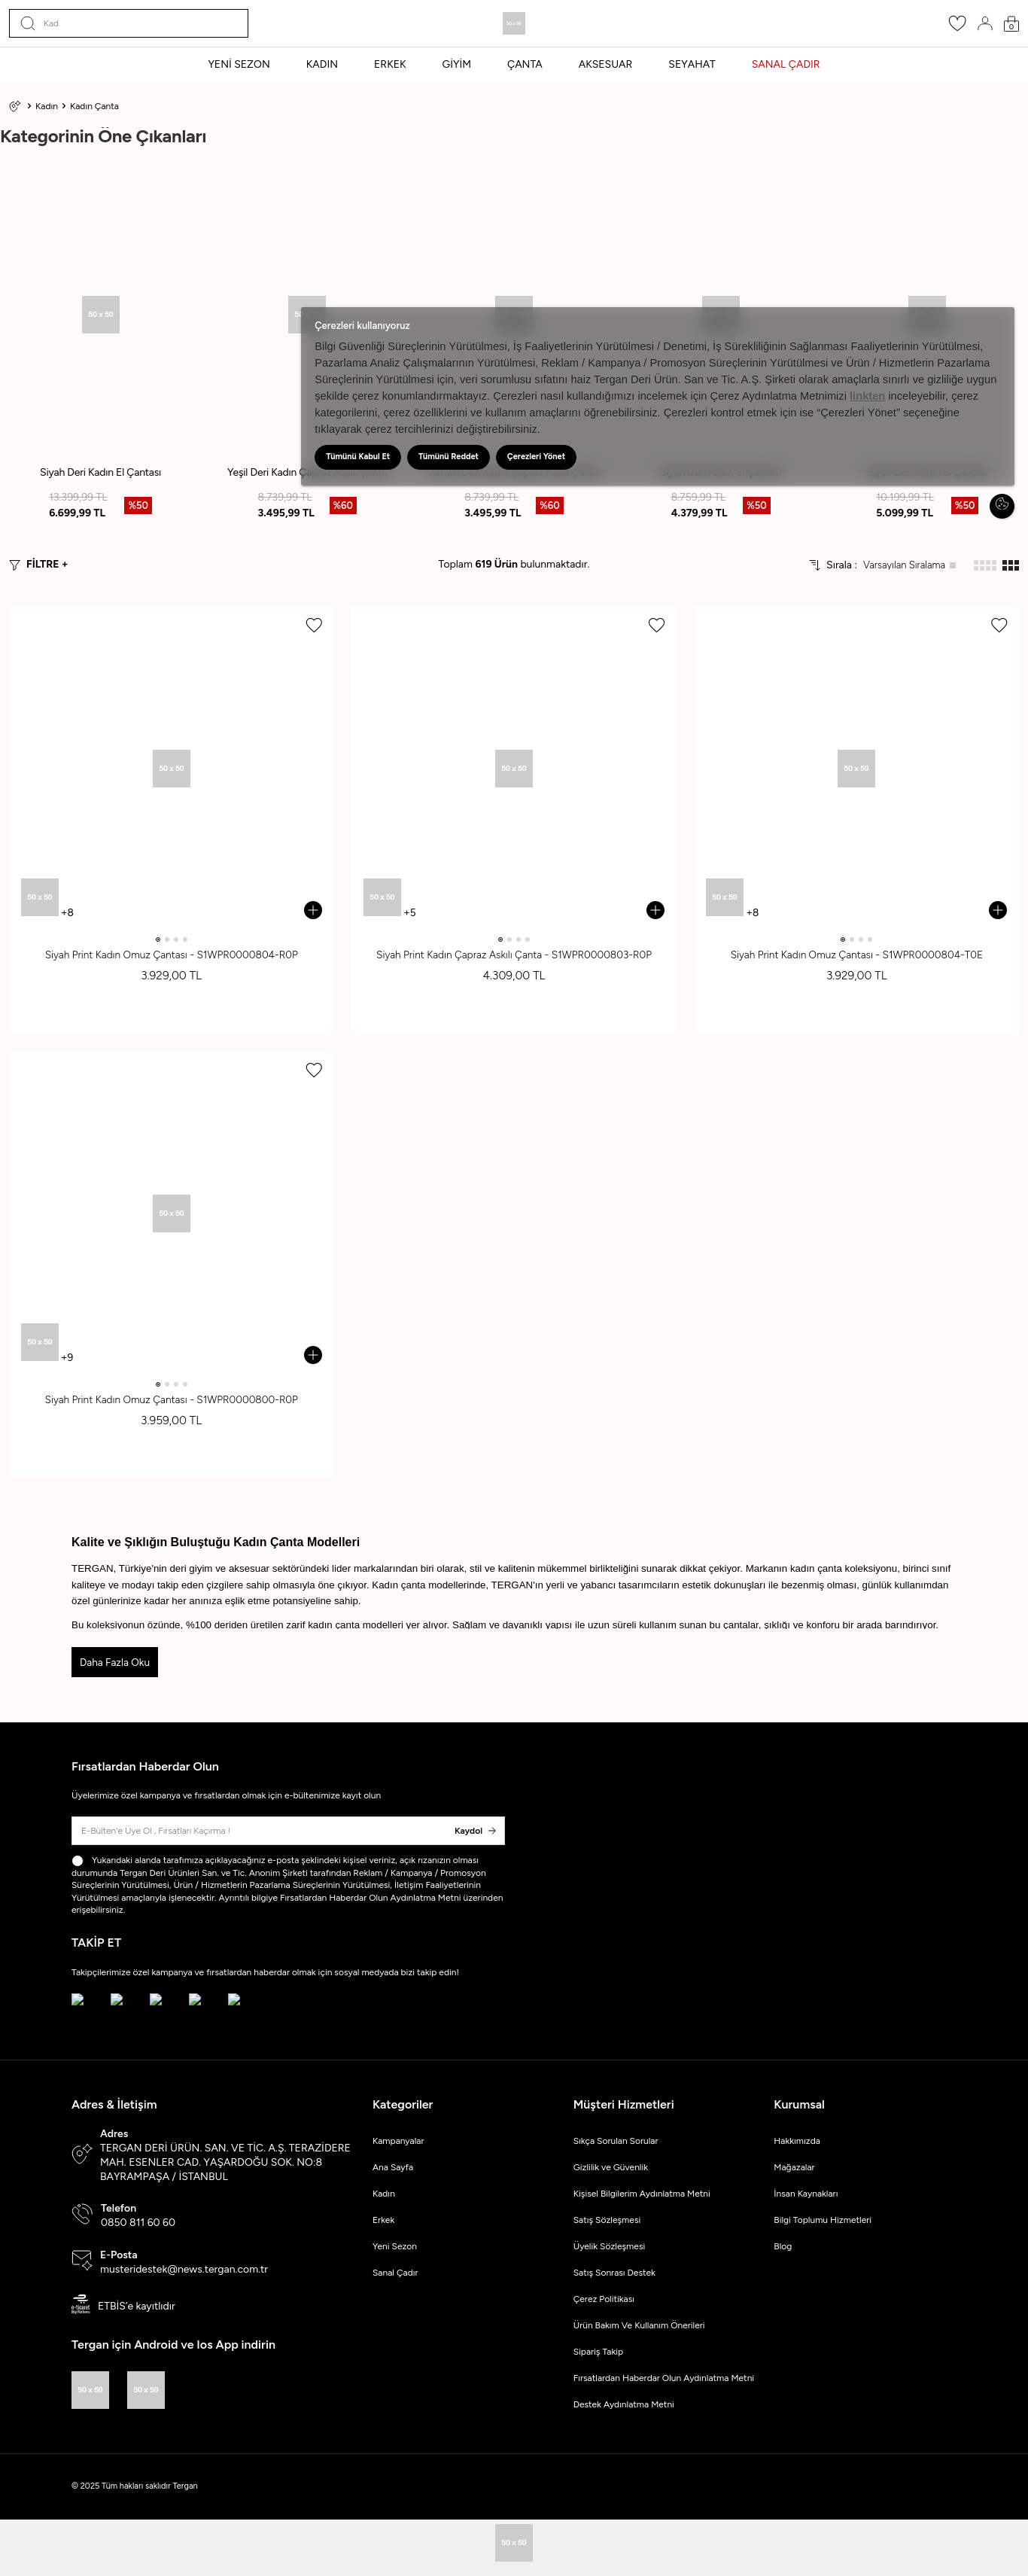 Kad
50 x 50
0
YENİ SEZON
KADIN
ERKEK
GİYİM
ÇANTA
AKSESUAR
SEYAHAT
SANAL ÇADIR
Kadın
Kadın Çanta
Kategorinin Öne Çıkanları
50 x 50
Siyah Deri Kadın El Çantası
13.399,99 TL
6.699,99 TL
%50
Yeşil Deri Kadın
8.739,99 TL
3.495,99 TL
%60
8.739,99 TL
3.495,99 TL
%60
8.759,99 TL
4.379,99 TL
%50
10.199,99 TL
5.099,99 TL
%50
Çerezleri kullanıyoruz
Bilgi Güvenliği Süreçlerinin Yürütülmesi, İş Faaliyetlerinin Yürütülmesi / Denetimi, İş Sürekliliğinin Sağlanması Faaliyetlerinin Yürütülmesi,
Pazarlama Analiz Çalışmalarının Yürütülmesi, Reklam / Kampanya / Promosyon Süreçlerinin Yürütülmesi ve Ürün / Hizmetlerin Pazarlama
Süreçlerinin Yürütülmesi için, veri sorumlusu sıfatını haiz Tergan Deri Ürün. San ve Tic. A.Ş. Şirketi olarak amaçlarla sınırlı ve gizliliğe uygun
şekilde çerez konumlandırmaktayız. Çerezleri nasıl kullandığımızı incelemek için Çerez Aydınlatma Metnimizi linkten inceleyebilir, çerez
kategorilerini, çerez özelliklerini ve kullanım amaçlarını öğrenebilirsiniz. Çerezleri kontrol etmek için ise “Çerezleri Yönet” seçeneğine
tıklayarak çerez tercihlerinizi değiştirebilirsiniz.
Tümünü Kabul Et
Tümünü Reddet
Çerezleri Yönet
FİLTRE +
Toplam 619 Ürün bulunmaktadır.
Sırala :
Varsayılan Sıralama
50 x 50
50 x 50
+8
Siyah Print Kadın Omuz Çantası - S1WPR0000804-R0P
3.929,00 TL
50 x 50
50 x 50
+5
Siyah Print Kadın Çapraz Askılı Çanta - S1WPR0000803-R0P
4.309,00 TL
50 x 50
50 x 50
+8
Siyah Print Kadın Omuz Çantası - S1WPR0000804-T0E
3.929,00 TL
50 x 50
50 x 50
+9
Siyah Print Kadın Omuz Çantası - S1WPR0000800-R0P
3.959,00 TL
Kalite ve Şıklığın Buluştuğu Kadın Çanta Modelleri
TERGAN, Türkiye'nin deri giyim ve aksesuar sektöründeki lider markalarından biri olarak, stil ve kalitenin mükemmel birlikteliğini sunarak dikkat çekiyor. Markanın kadın çanta koleksiyonu, birinci sınıf
kaliteye ve modayı takip eden çizgilere sahip olmasıyla öne çıkıyor. Kadın çanta modellerinde, TERGAN'ın yerli ve yabancı tasarımcıların estetik dokunuşları ile bezenmiş olması, günlük kullanımdan
özel günlerinize kadar her anınıza eşlik etme potansiyeline sahip.
Bu koleksiyonun özünde, %100 deriden üretilen zarif kadın çanta modelleri yer alıyor. Sağlam ve dayanıklı yapısı ile uzun süreli kullanım sunan bu çantalar, şıklığı ve konforu bir arada barındırıyor.
Daha Fazla Oku
Fırsatlardan Haberdar Olun
Üyelerimize özel kampanya ve fırsatlardan olmak için e-bültenimize kayıt olun
E-Bülten'e Üye Ol , Fırsatları Kaçırma !
Kaydol
Yukarıdaki alanda tarafımıza açıklayacağınız e-posta şeklindeki kişisel veriniz, açık rızanızın olması
durumunda Tergan Deri Ürünleri San. ve Tic. Anonim Şirketi tarafından Reklam / Kampanya / Promosyon
Süreçlerinin Yürütülmesi, Ürün / Hizmetlerin Pazarlama Süreçlerinin Yürütülmesi, İletişim Faaliyetlerinin
Yürütülmesi amaçlarıyla işlenecektir. Ayrıntılı bilgiye Fırsatlardan Haberdar Olun Aydınlatma Metni üzerinden
erişebilirsiniz.
TAKİP ET
Takipçilerimize özel kampanya ve fırsatlardan haberdar olmak için sosyal medyada bizi takip edin!
Adres & İletişim
Adres
TERGAN DERİ ÜRÜN. SAN. VE TİC. A.Ş. TERAZİDERE
MAH. ESENLER CAD. YAŞARDOĞU SOK. NO:8
BAYRAMPAŞA / İSTANBUL
Telefon
0850 811 60 60
E-Posta
musteridestek@news.tergan.com.tr
ETBİS'e kayıtlıdır
Tergan için Android ve Ios App indirin
50 x 50
50 x 50
Kategoriler
Kampanyalar
Ana Sayfa
Kadın
Erkek
Yeni Sezon
Sanal Çadır
Müşteri Hizmetleri
Sıkça Sorulan Sorular
Gizlilik ve Güvenlik
Kişisel Bilgilerim Aydınlatma Metni
Satış Sözleşmesi
Üyelik Sözleşmesi
Satış Sonrası Destek
Çerez Politikası
Ürün Bakım Ve Kullanım Önerileri
Sipariş Takip
Fırsatlardan Haberdar Olun Aydınlatma Metni
Destek Aydınlatma Metni
Kurumsal
Hakkımızda
Mağazalar
İnsan Kaynakları
Bilgi Toplumu Hizmetleri
Blog
© 2025 Tüm hakları saklıdır Tergan
50 x 50